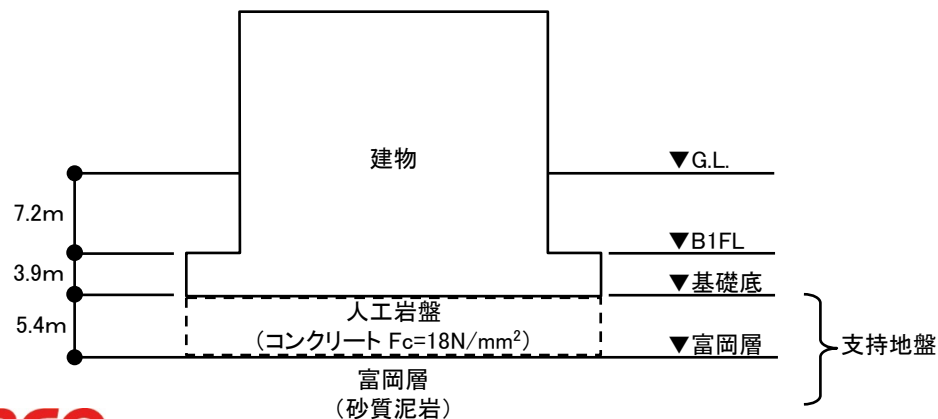 建物
▼G.L.
7.2m
▼B1FL
3.9m
▼基礎底
人工岩盤
5.4m
(コンクリート Fc=18N/mm²)
▼富岡層
支持地盤
富岡層
(砂質泥岩)